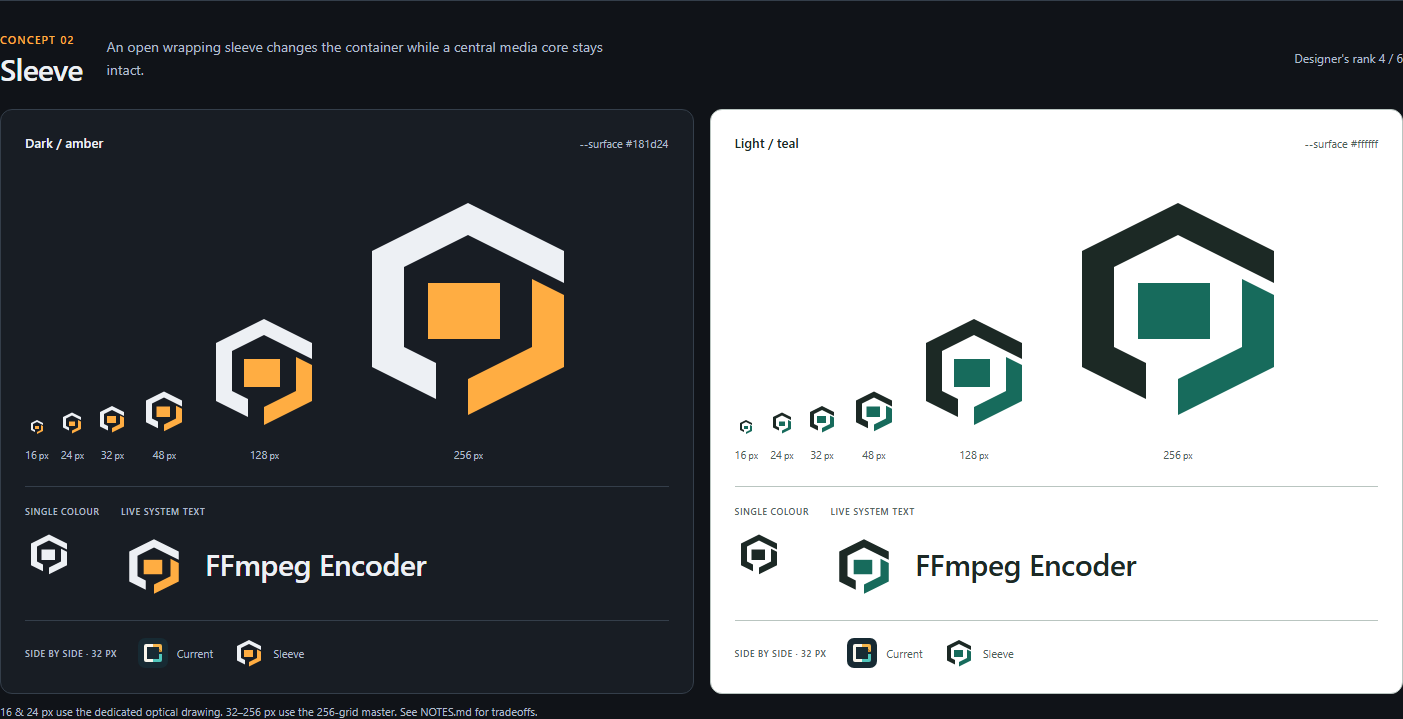 CONCEPT 02
Sleeve
An open wrapping sleeve changes the container while a central media core stays
intact.
Designer's rank 4 / 6
Dark / amber
--surface #181d24
16 px
24 px
32 px
48 px
128 px
256 px
SINGLE COLOUR
LIVE SYSTEM TEXT
FFmpeg Encoder
SIDE BY SIDE · 32 PX
Current
Sleeve
Light / teal
--surface #ffffff
16 px
24 px
32 px
48 px
128 px
256 px
SINGLE COLOUR
LIVE SYSTEM TEXT
FFmpeg Encoder
SIDE BY SIDE · 32 PX
Current
Sleeve
16 & 24 px use the dedicated optical drawing. 32–256 px use the 256-grid master. See NOTES.md for tradeoffs.